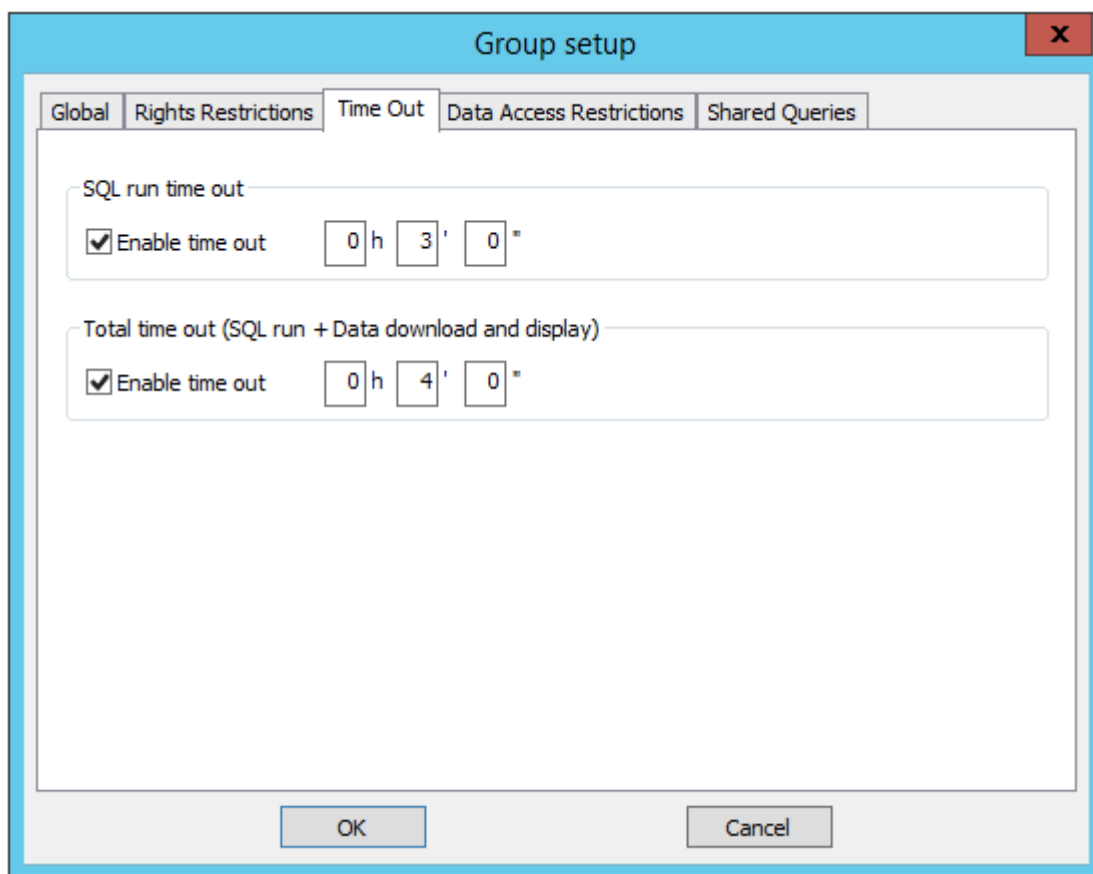 Group setup
x
Global Rights Restrictions Time Out Data Access Restrictions Shared Queries
SQL run time out
Enable time out 0 h 3 ' 0 "
Total time out (SQL run + Data download and display)
Enable time out 0 h 4 ' 0 "
OK Cancel